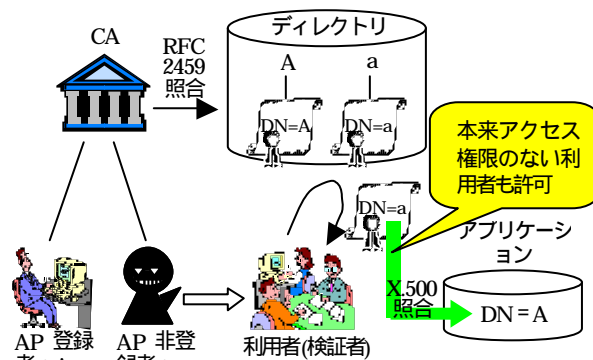 CA
RFC
2459
照合
ディレクトリ
A
a
DN=A
DN=a
本来アクセス
権限のない利
用者も許可
DN=a
アプリケーシ
ョン
X.500
照合
DN=A
AP 登録
AP 非登
利用者(検証者)